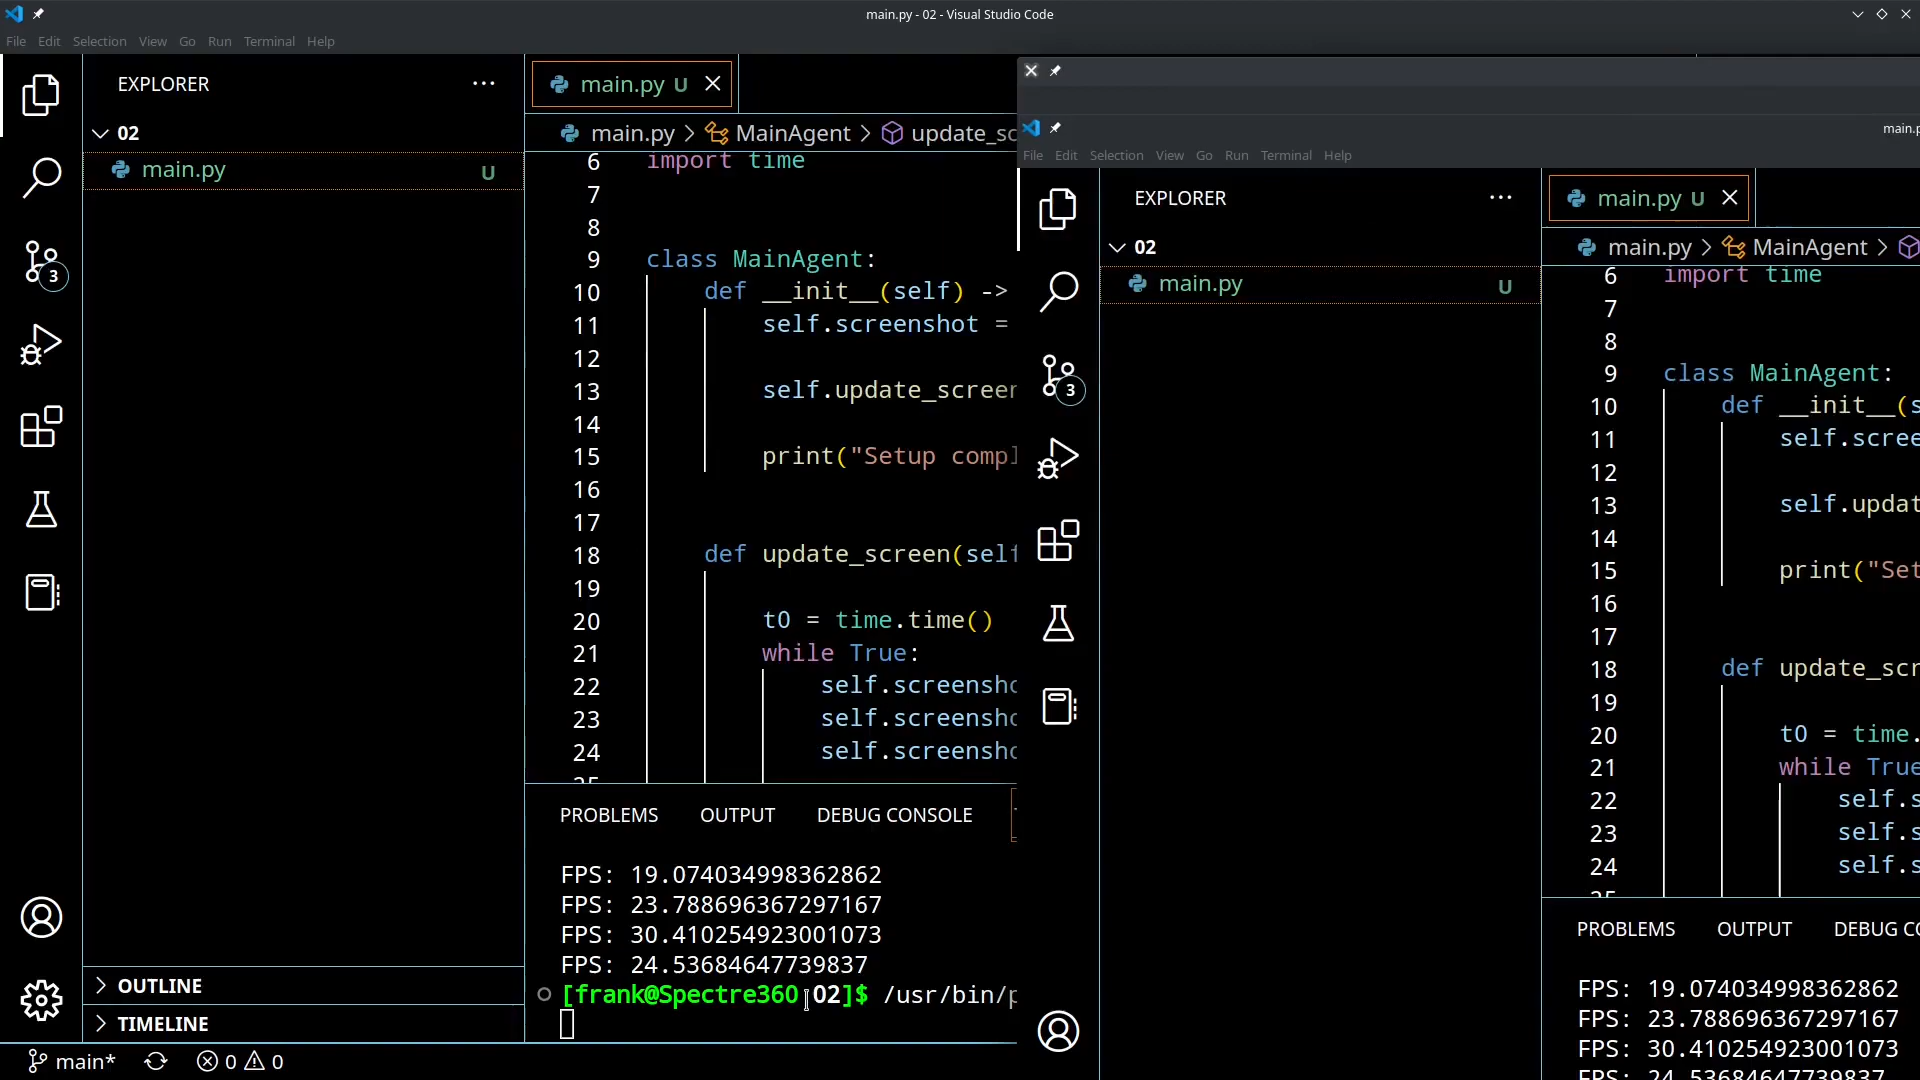 main.py - 02 - Visual Studio Code
File Edit Selection View Go Run Terminal Help
EXPLORER
02
main.py U
3
OUTLINE
TIMELINE
main* 0 0
main.py U
main.py > MainAgent > update_sc
6 import time
7
8
9 class MainAgent:
10 def __init__(self) ->
11 self.screenshot =
12
13 self.update_screen
14
15 print("Setup compl
16
17
18 def update_screen(self
19
20 t0 = time.time()
21 while True:
22 self.screensho
23 self.screensho
24 self.screensho
PROBLEMS OUTPUT DEBUG CONSOLE
FPS: 19.074034998362862
FPS: 23.788696367297167
FPS: 30.410254923001073
FPS: 24.53684647739837
[frank@Spectre360 02]$ /usr/bin/p
main.p
File Edit Selection View Go Run Terminal Help
EXPLORER
02
main.py U
3
main.py U
main.py > MainAgent >
6 import time
7
8
9 class MainAgent:
10 def __init__(s
11 self.scree
12
13 self.updat
14
15 print("Set
16
17
18 def update_scr
19
20 t0 = time.
21 while True
22 self.s
23 self.s
24 self.s
PROBLEMS OUTPUT DEBUG CO
FPS: 19.074034998362862
FPS: 23.788696367297167
FPS: 30.410254923001073
FPS: 24.53684647739837